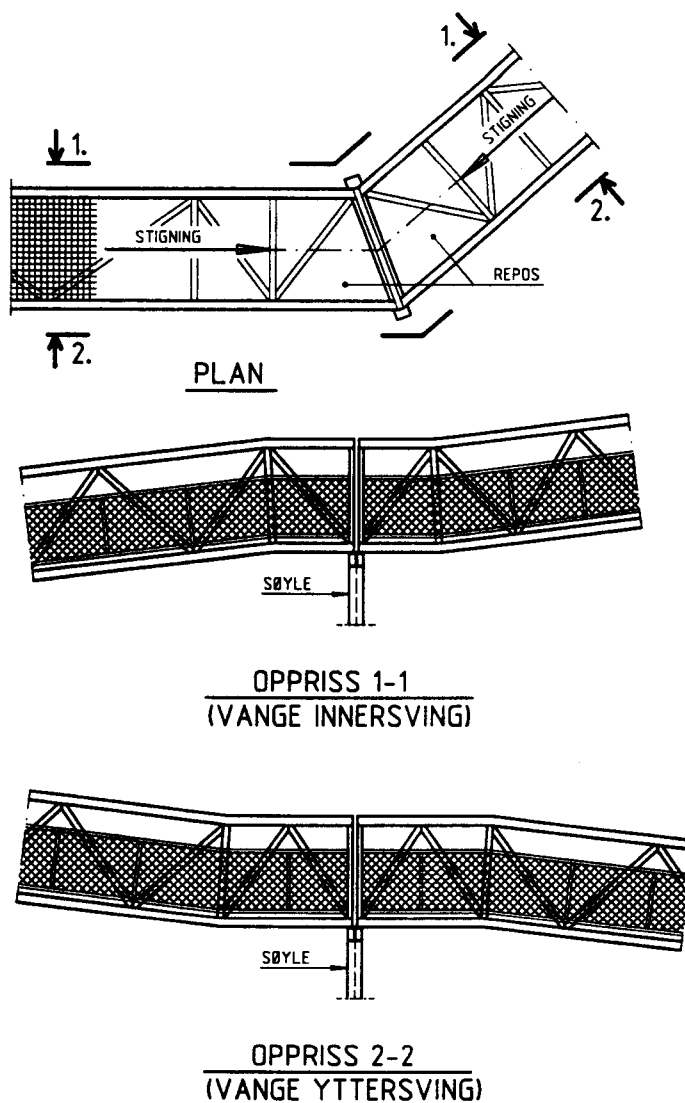 1.
1.
STIGNING
2.
STIGNING
REPOS
2.
PLAN
SØYLE
OPPRISS 1-1
(VANGE INNERSVING)
SØYLE
OPPRISS 2-2
(VANGE YTTERSVING)